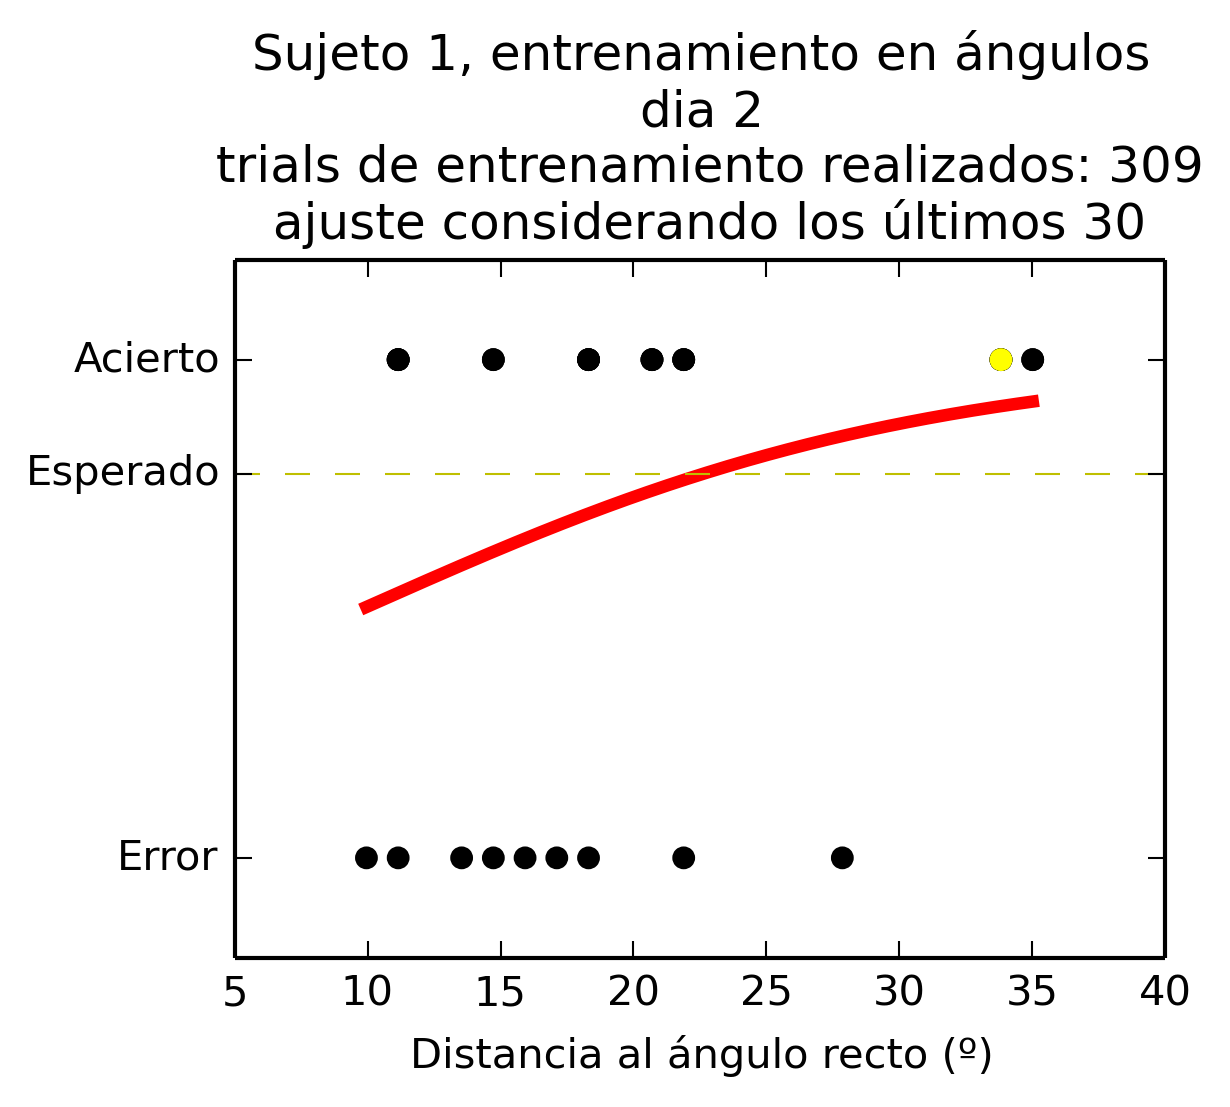 Sujeto 1, entrenamiento en ángulos
dia 2
trials de entrenamiento realizados: 309
ajuste considerando los últimos 30
Acierto
Esperado
Error
5 10 15 20 25 30 35 40
Distancia al ángulo recto (º)